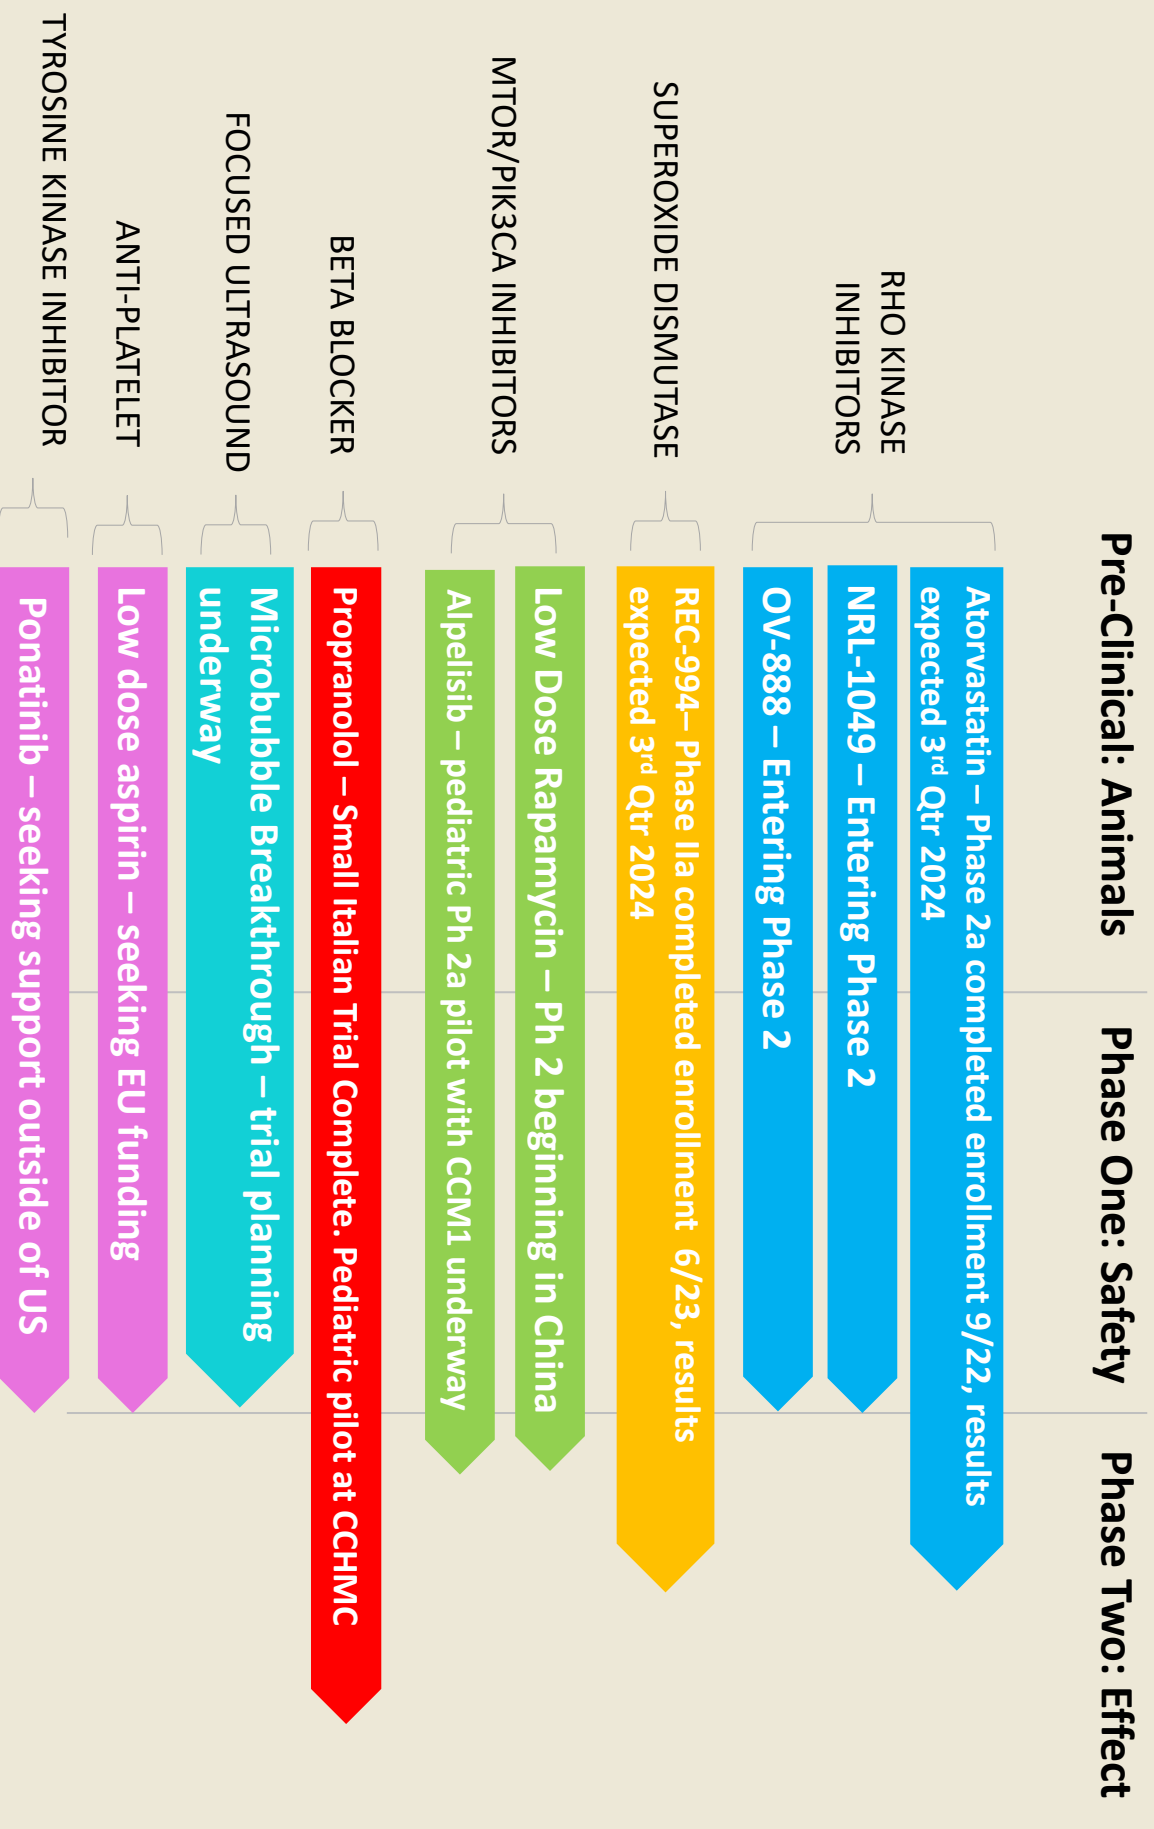 Pre-Clinical: Animals
Phase One: Safety
Phase Two: Effect
RHO KINASE
INHIBITORS
Atorvastatin – Phase 2a completed enrollment 9/22, results
expected 3rd Qtr 2024
NRL-1049 – Entering Phase 2
OV-888 – Entering Phase 2
SUPEROXIDE DISMUTASE
REC-994– Phase IIa completed enrollment 6/23, results
expected 3rd Qtr 2024
MTOR/PIK3CA INHIBITORS
Low Dose Rapamycin – Ph 2 beginning in China
Alpelisib – pediatric Ph 2a pilot with CCM1 underway
BETA BLOCKER
Propranolol – Small Italian Trial Complete. Pediatric pilot at CCHMC
FOCUSED ULTRASOUND
Microbubble Breakthrough – trial planning
underway
ANTI-PLATELET
Low dose aspirin – seeking EU funding
TYROSINE KINASE INHIBITOR
Ponatinib – seeking support outside of US